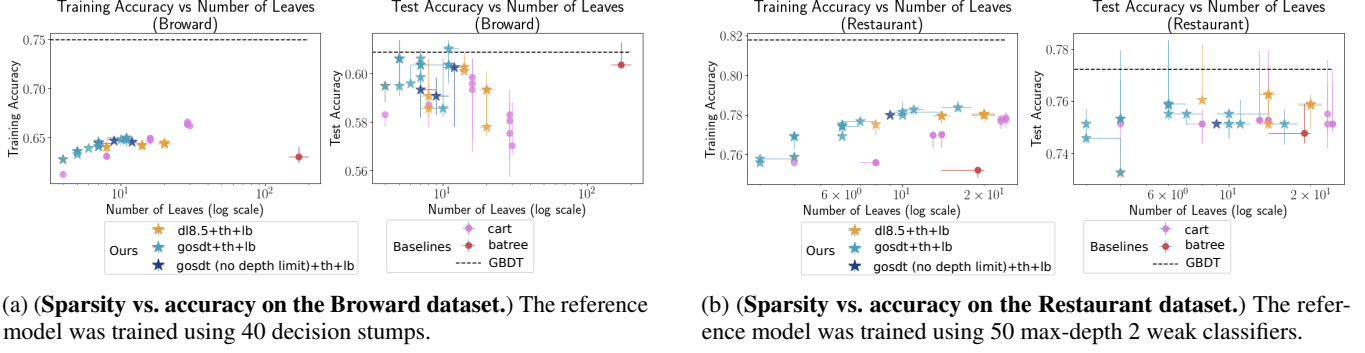 Training Accuracy vs Number of Leaves
(Broward)
0.75
0.70
0.65
Training Accuracy
10¹
10²
Number of Leaves (log scale)
Test Accuracy vs Number of Leaves
(Broward)
0.60
0.58
0.56
Test Accuracy
10¹
10²
Number of Leaves (log scale)
Ours
dl8.5+th+lb
gosdt+th+lb
gosdt (no depth limit)+th+lb
Baselines
cart
batree
GBDT
(a) (Sparsity vs. accuracy on the Broward dataset.) The reference
model was trained using 40 decision stumps.
Training Accuracy vs Number of Leaves
(Restaurant)
0.82
0.80
0.78
0.76
Training Accuracy
6 × 10⁰
10¹
2 × 10¹
Number of Leaves (log scale)
Test Accuracy vs Number of Leaves
(Restaurant)
0.78
0.76
0.74
Test Accuracy
6 × 10⁰
10¹
2 × 10¹
Number of Leaves (log scale)
Ours
dl8.5+th+lb
gosdt+th+lb
gosdt (no depth limit)+th+lb
Baselines
cart
batree
GBDT
(b) (Sparsity vs. accuracy on the Restaurant dataset.) The refer-
ence model was trained using 50 max-depth 2 weak classifiers.